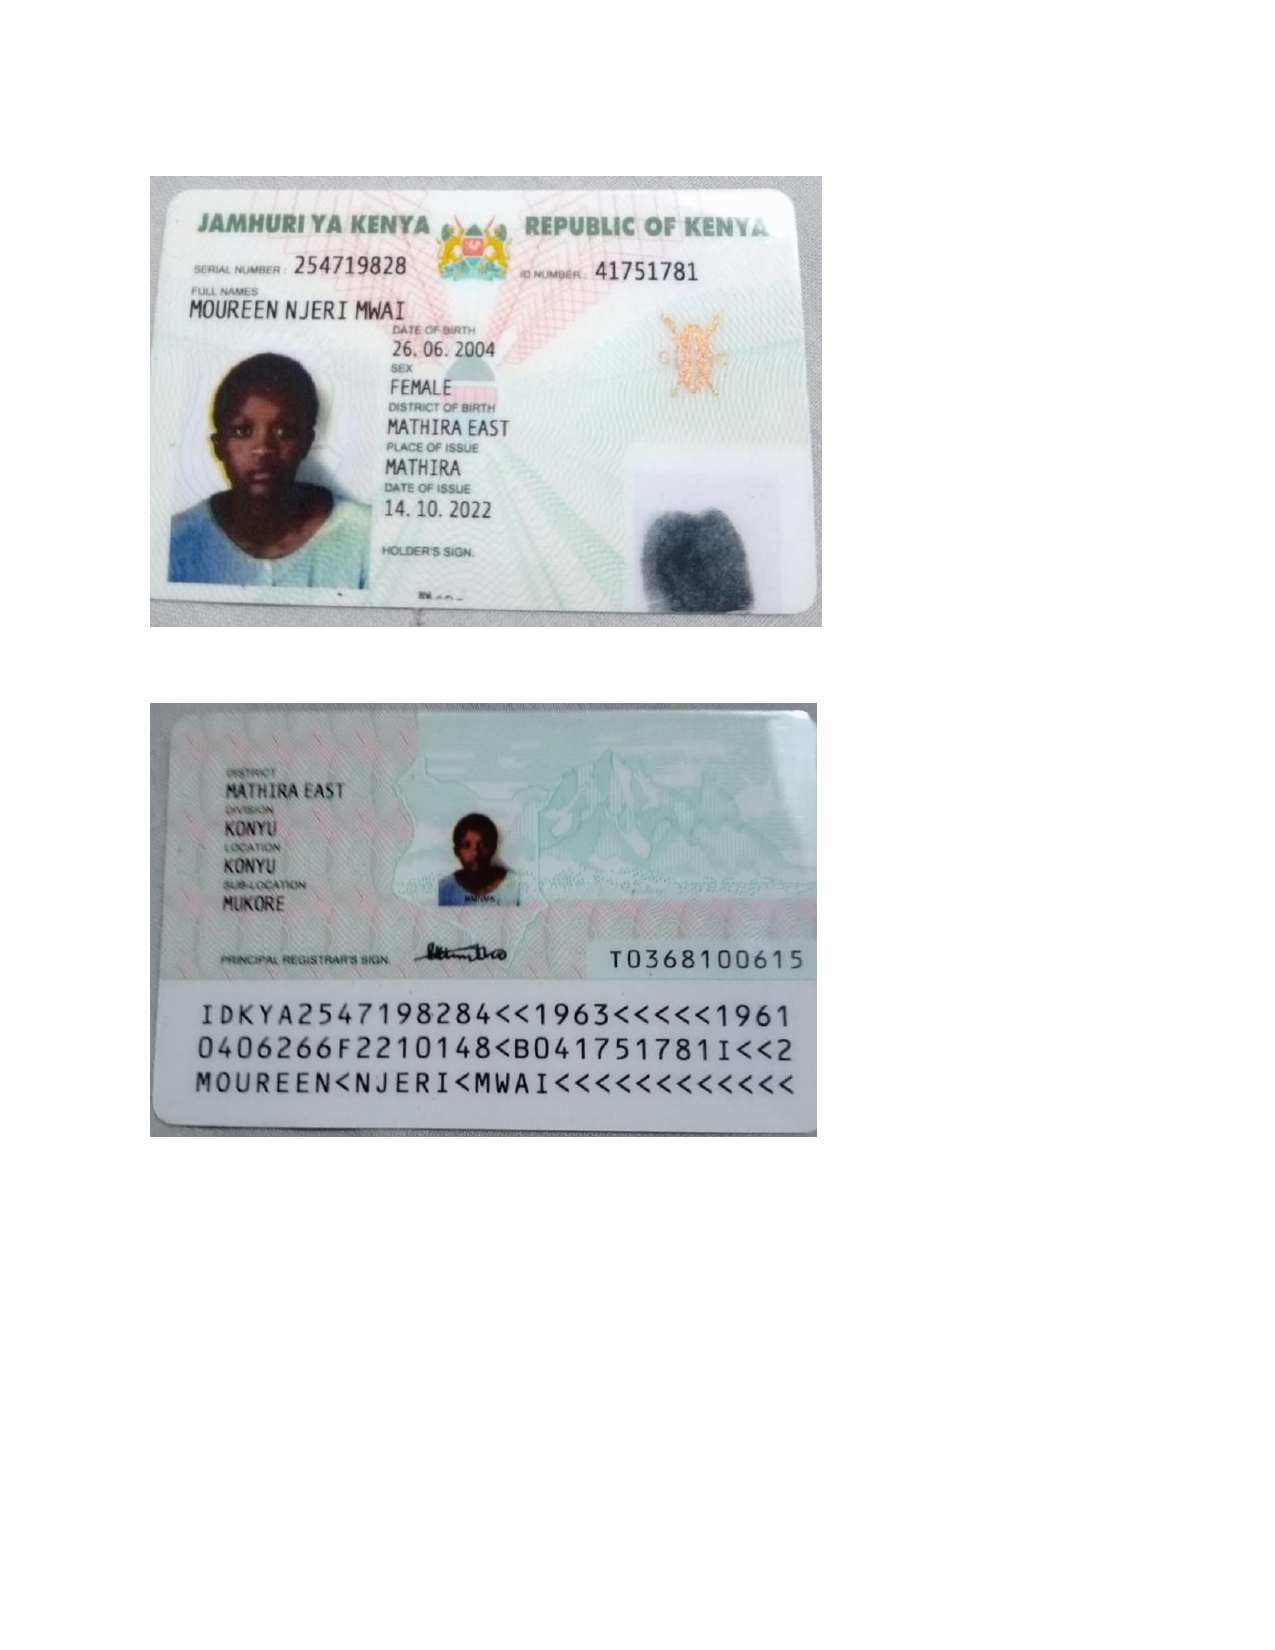 JAMHURI YA KENYA REPUBLIC OF KENYA
SERIAL NUMBER : 254719828 ID NUMBER : 41751781
FULL NAMES
MOUREEN NJERI MWAI
DATE OF BIRTH
26. 06. 2004
SEX
FEMALE
DISTRICT OF BIRTH
MATHIRA EAST
PLACE OF ISSUE
MATHIRA
DATE OF ISSUE
14. 10. 2022
HOLDER'S SIGN.
DISTRICT
MATHIRA EAST
DIVISION
KONYU
LOCATION
KONYU
SUB-LOCATION
MUKORE
PRINCIPAL REGISTRAR'S SIGN. T0368100615
IDKYA2547198284<<1963<<<<<1961
0406266F2210148<B041751781I<<2
MOUREEN<NJERI<MWAI<<<<<<<<<<<<